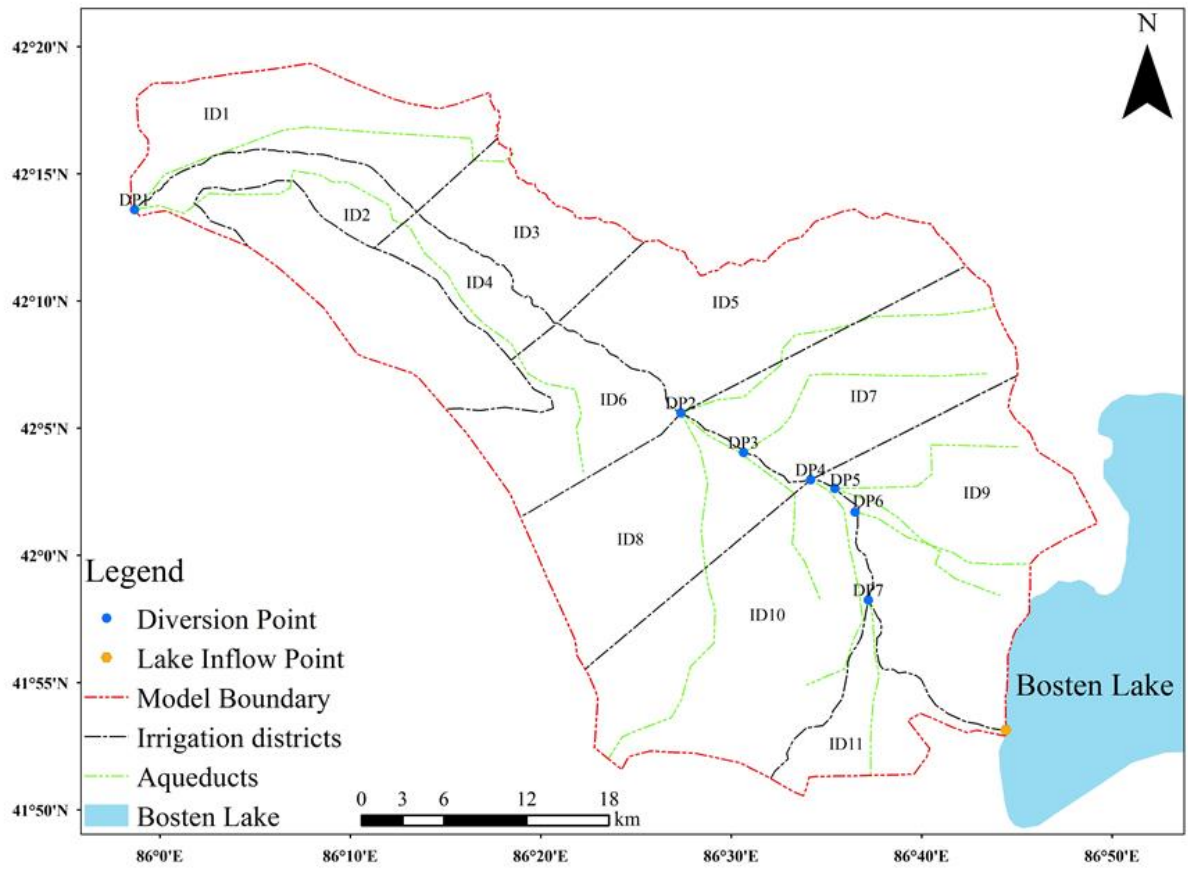 42°20'N
42°15'N
42°10'N
42°5'N
42°0'N
41°55'N
41°50'N
N
ID1
DP1
ID2
ID3
ID4
ID5
ID6
DP2
ID7
DP3
DP4
DP5
DP6
ID9
ID8
DP7
ID10
ID11
Bosten Lake
Legend
Diversion Point
Lake Inflow Point
Model Boundary
Irrigation districts
Aqueducts
Bosten Lake
0 3 6 12 18
km
86°0'E 86°10'E 86°20'E 86°30'E 86°40'E 86°50'E